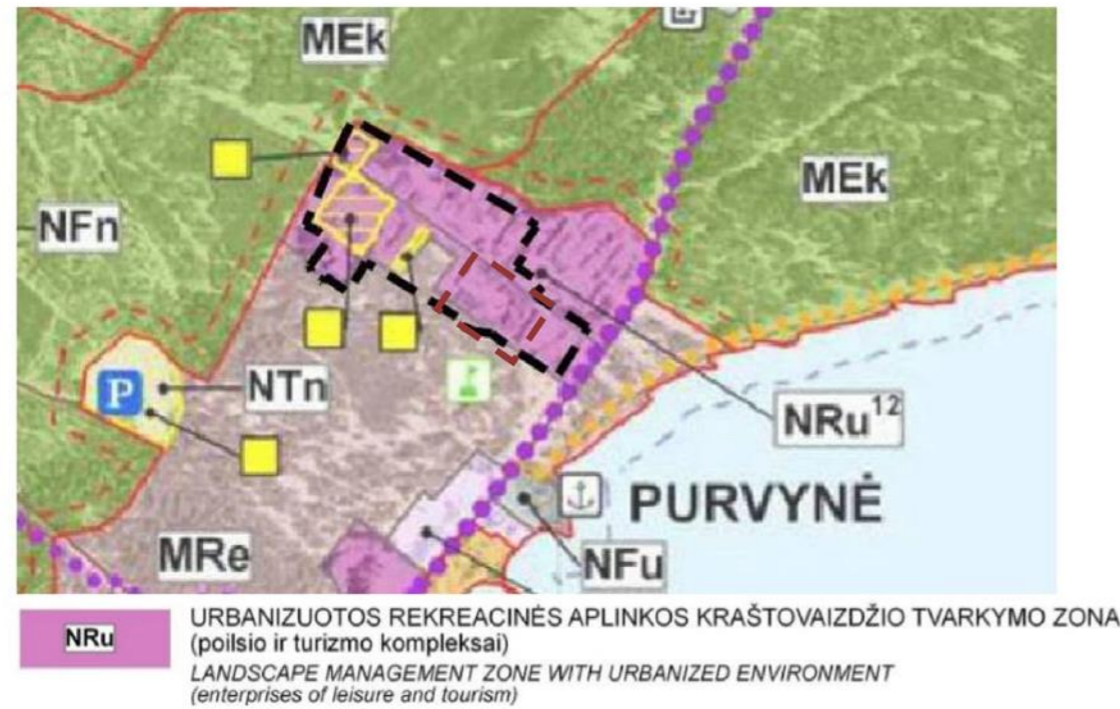 MEk
MEk
NFn
P
NTn
NRu¹²
PURVYNĖ
MRe
NFu
NRu
URBANIZUOTOS REKREACINĖS APLINKOS KRAŠTOVAIZDŽIO TVARKYMO ZONA
(poilsio ir turizmo kompleksai)
LANDSCAPE MANAGEMENT ZONE WITH URBANIZED ENVIRONMENT
(enterprises of leisure and tourism)